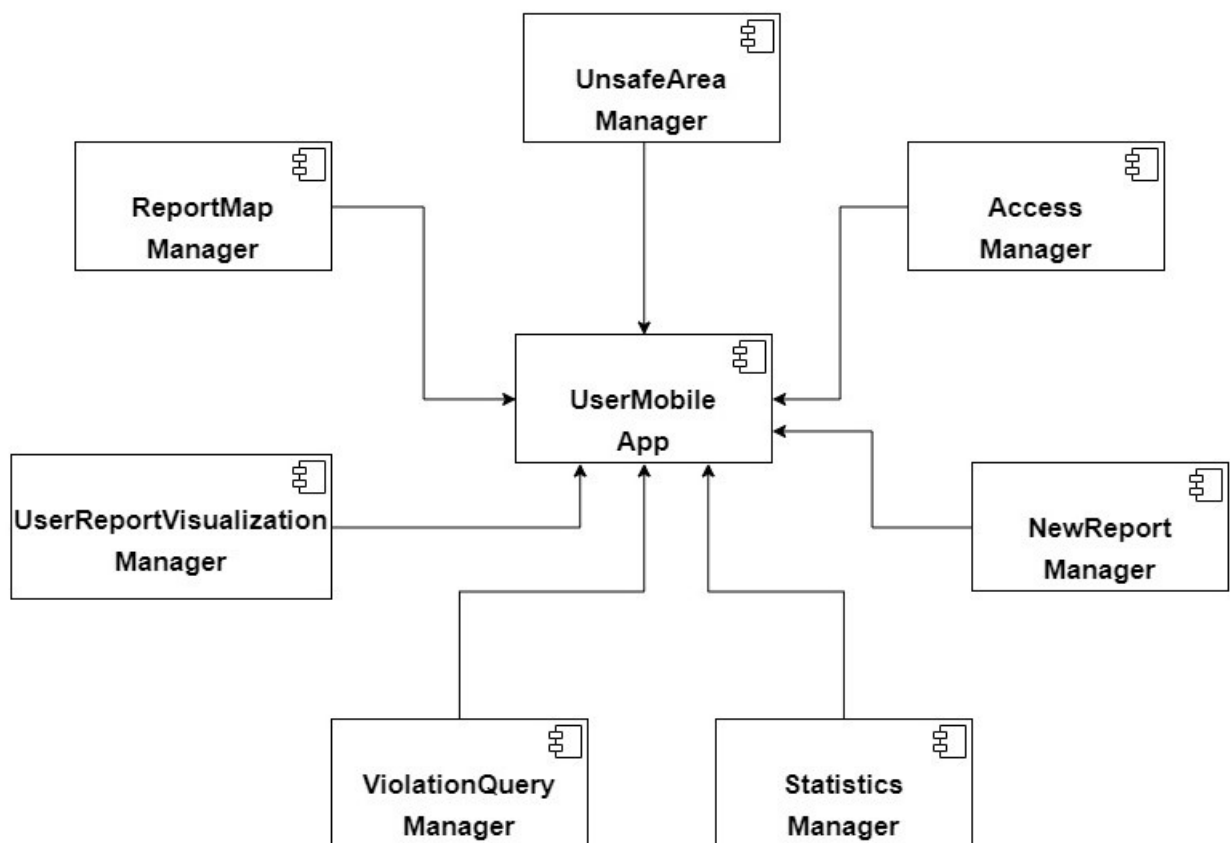 UnsafeArea
Manager
ReportMap
Manager
Access
Manager
UserMobile
App
UserReportVisualization
Manager
NewReport
Manager
ViolationQuery
Manager
Statistics
Manager